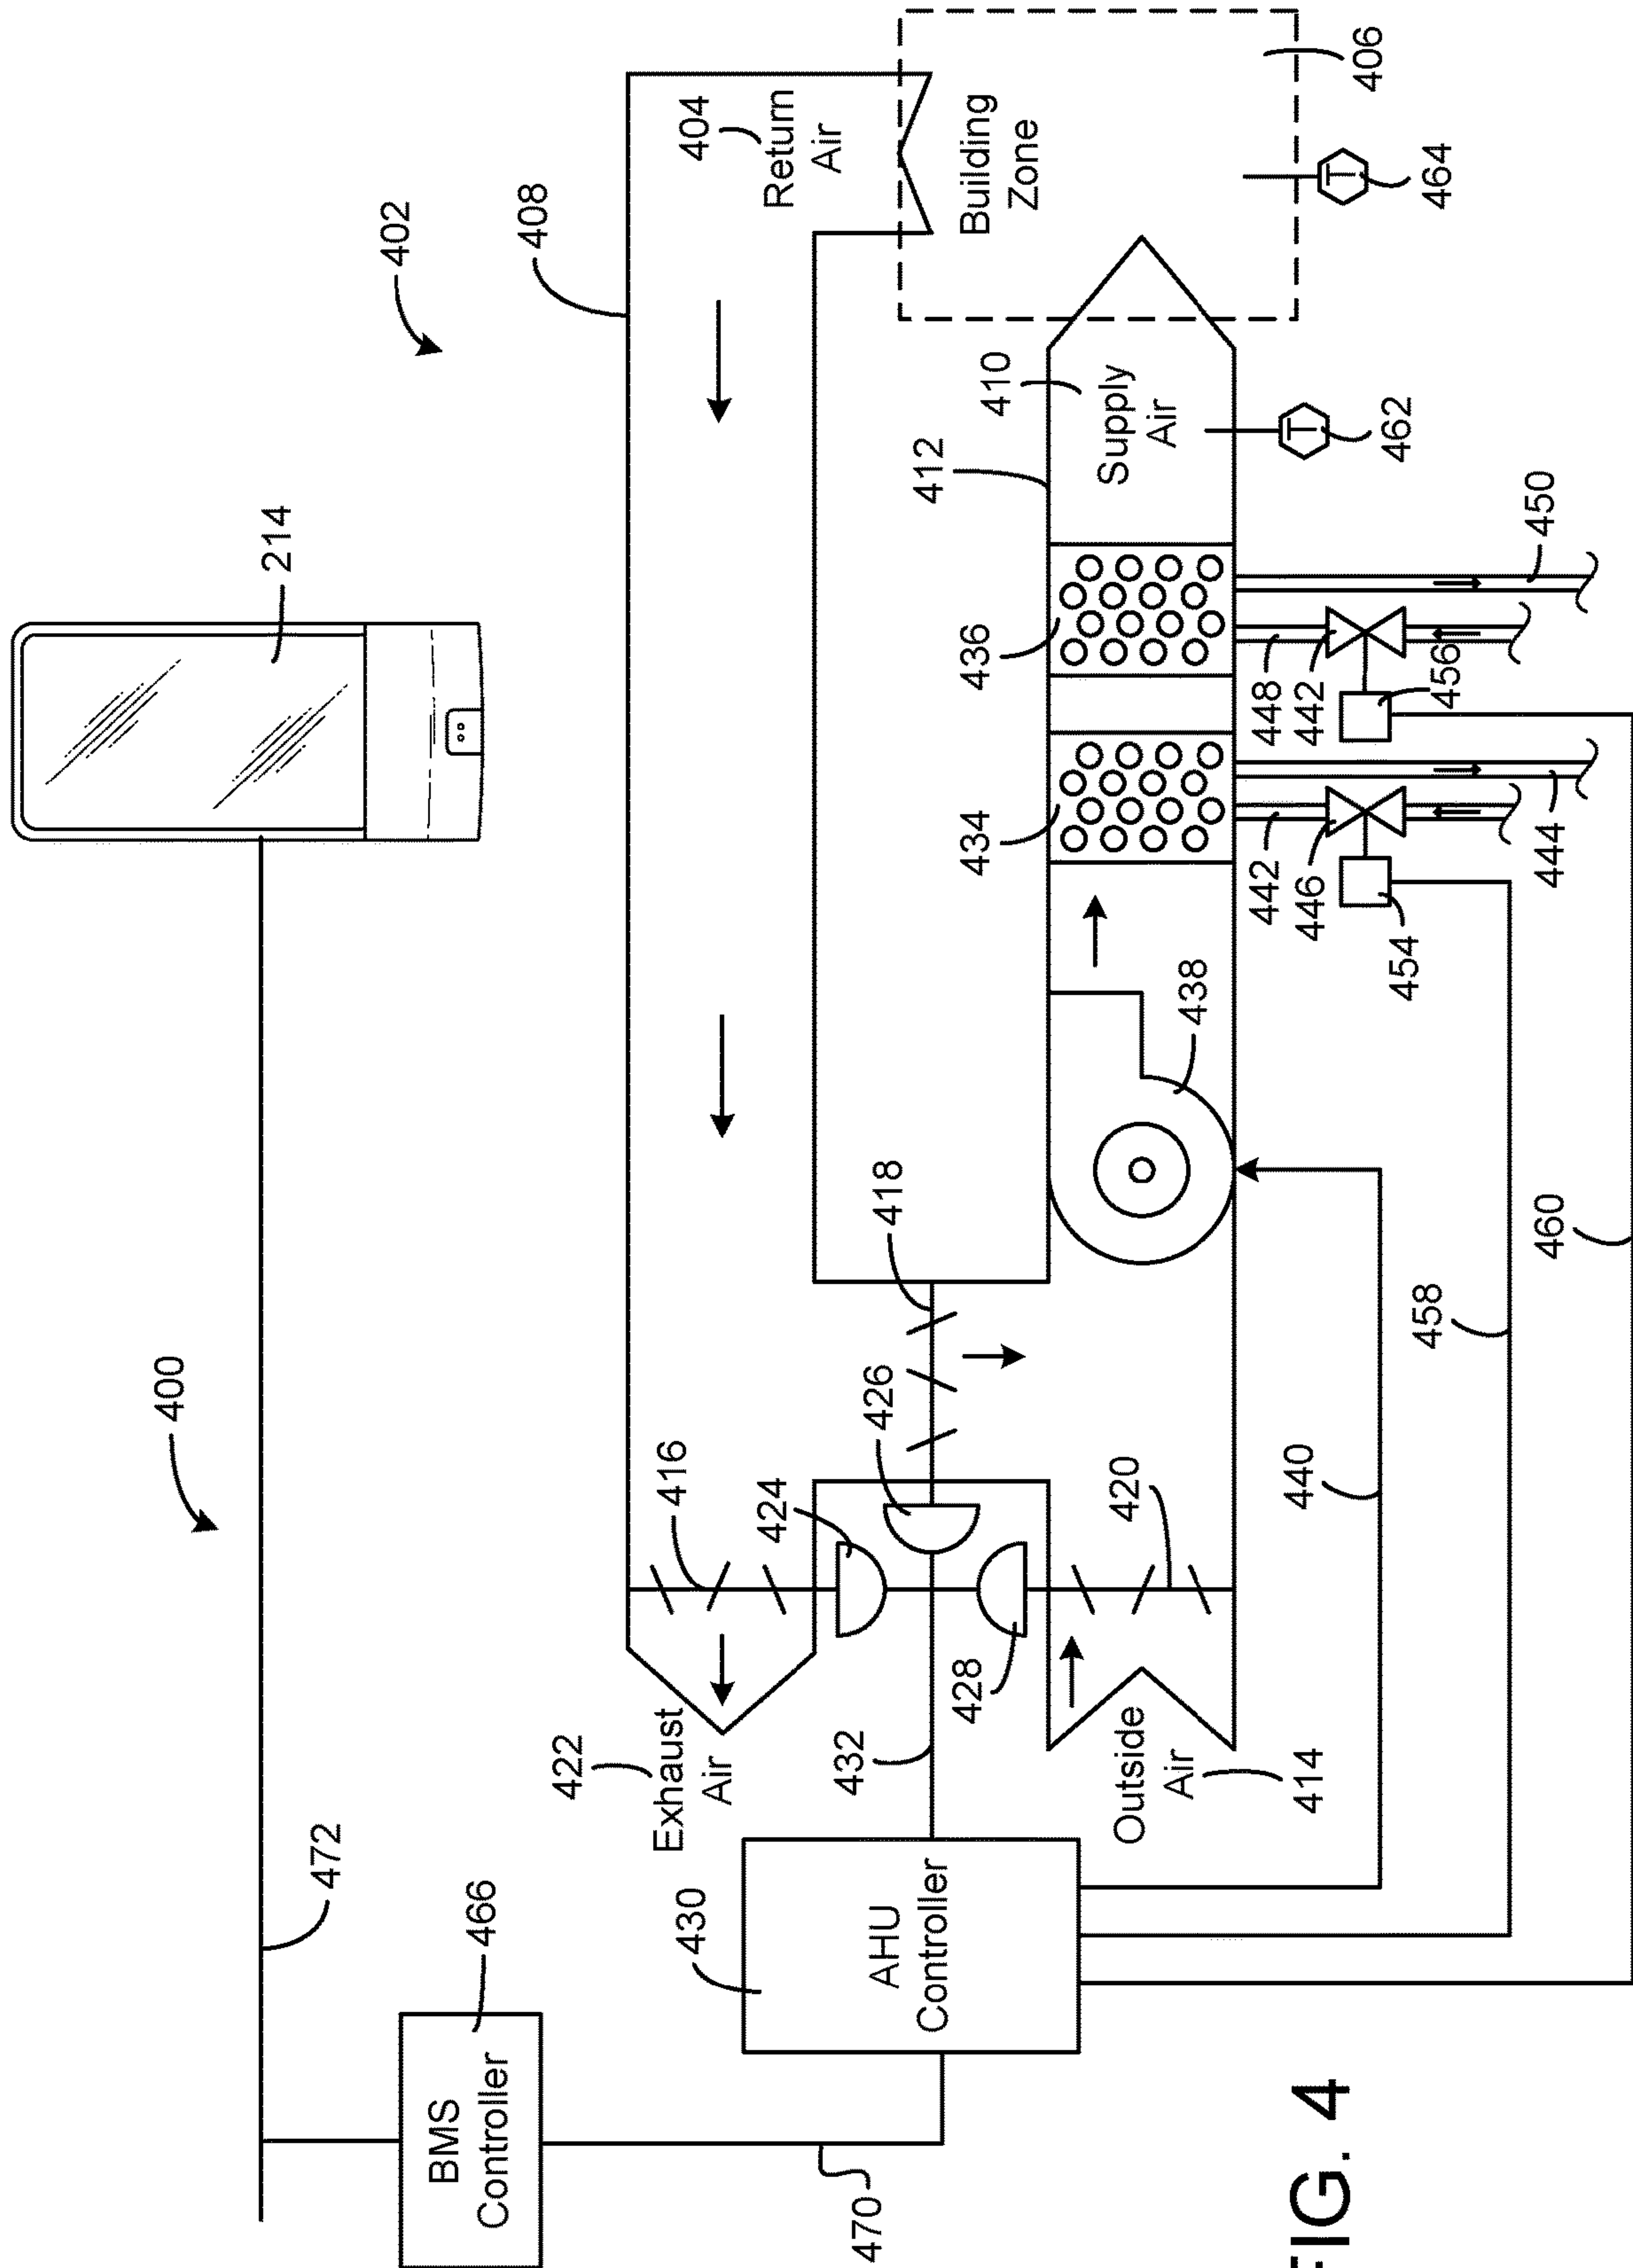 400
214
472
402
BMS
Controller
466
408
422
Exhaust
Air
416
404
Return
Air
430
AHU
Controller
424
470
432
426
418
412
428
434
436
410
Building
Zone
Outside
Air
420
Supply
Air
438
414
442
448
440
446
442
T
T
406
462
464
454
456
458
450
444
460
FIG. 4